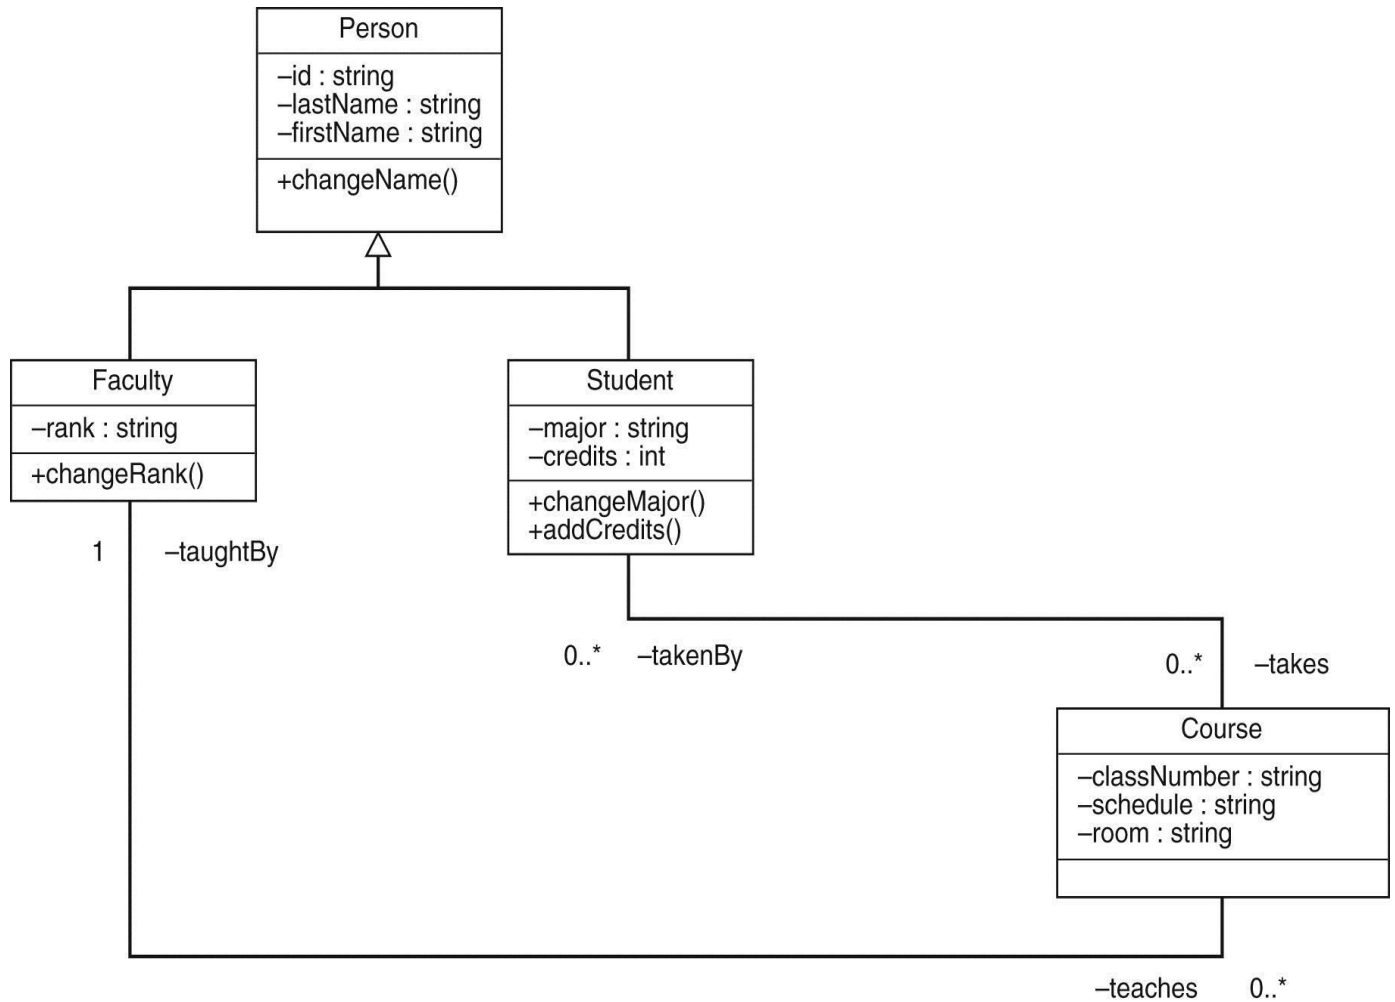 Person
–id : string
–lastName : string
–firstName : string
+changeName()
Faculty
–rank : string
+changeRank()
Student
–major : string
–credits : int
+changeMajor()
+addCredits()
1 –taughtBy
0..* –takenBy
0..* –takes
Course
–classNumber : string
–schedule : string
–room : string
–teaches 0..*